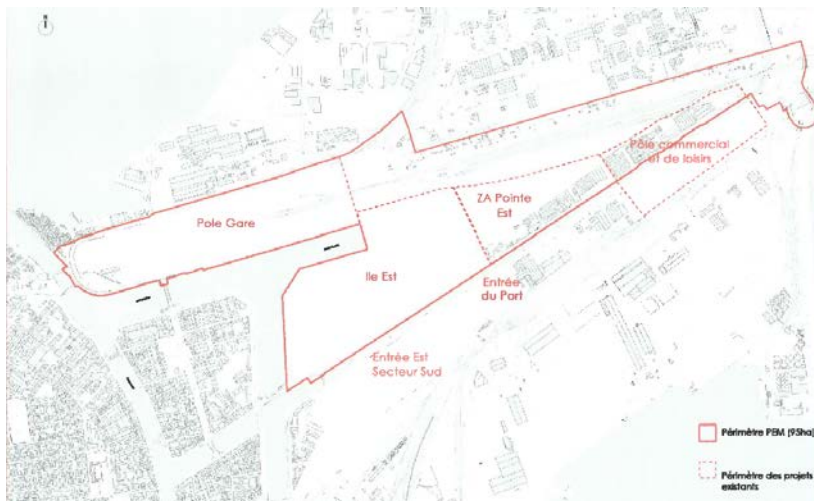 N
Pôle commercial
et de loisirs
ZA Pointe
Est
Pole Gare
Ile Est
Entrée
du Port
Entrée Est
Secteur Sud
Périmètre PEM (95ha)
Périmètre des projets
existants